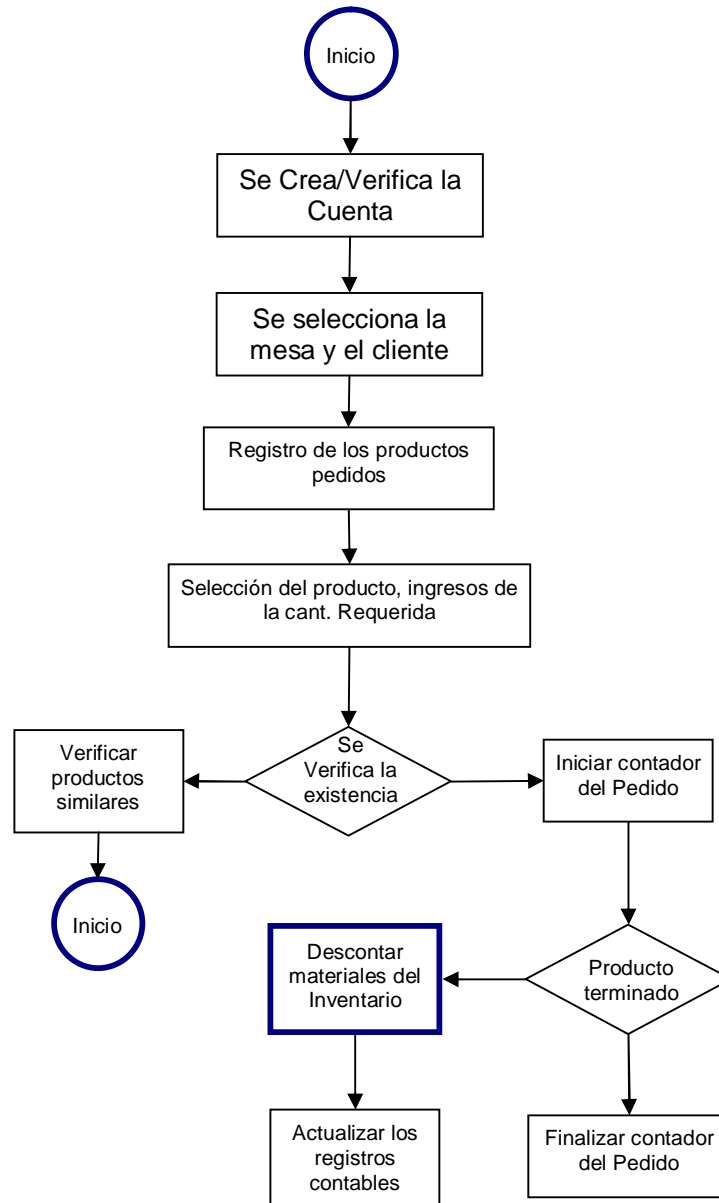 Inicio
Se Crea/Verifica la
Cuenta
Se selecciona la
mesa y el cliente
Registro de los productos
pedidos
Selección del producto, ingresos de
la cant. Requerida
Se
Verifica la
existencia
Verificar
productos
similares
Iniciar contador
del Pedido
Inicio
Descontar
materiales del
Inventario
Producto
terminado
Actualizar los
registros
contables
Finalizar contador
del Pedido